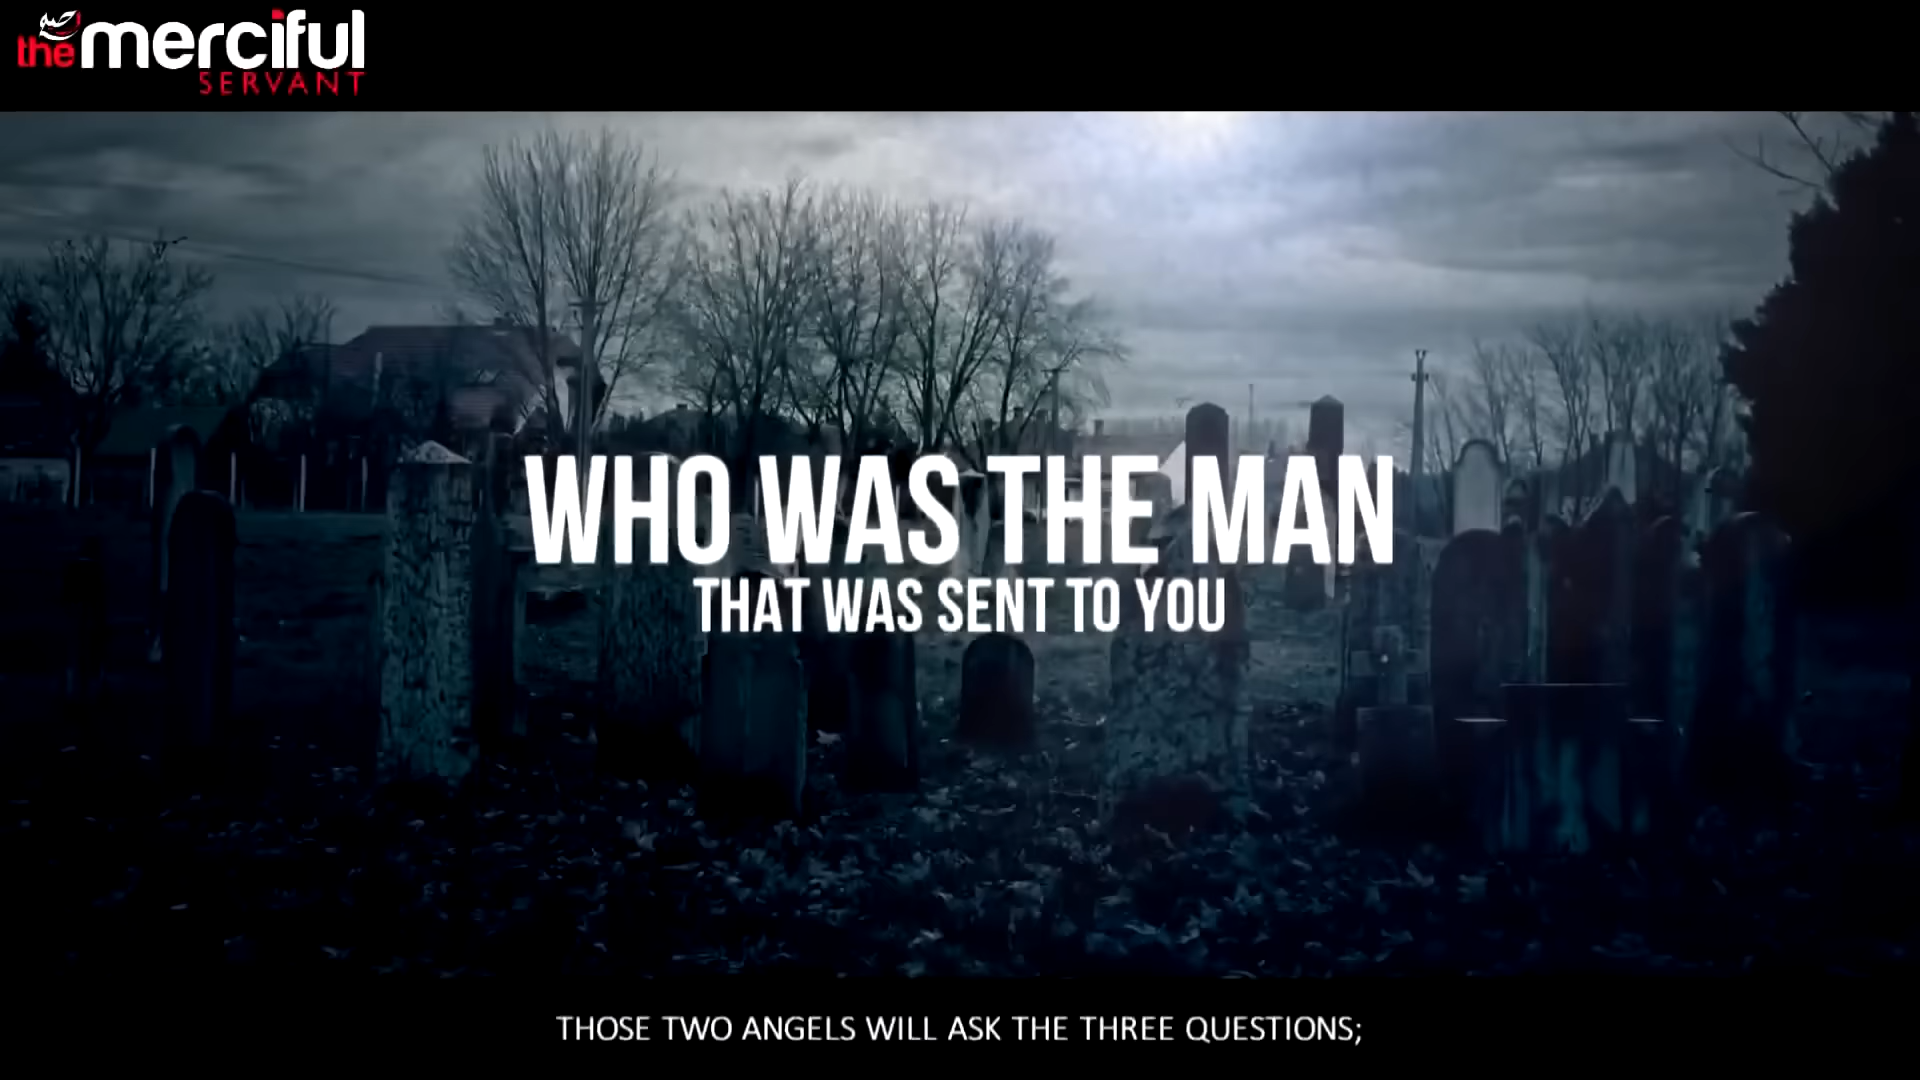 the merciful
SERVANT
WHO WAS THE MAN
THAT WAS SENT TO YOU
THOSE TWO ANGELS WILL ASK THE THREE QUESTIONS;